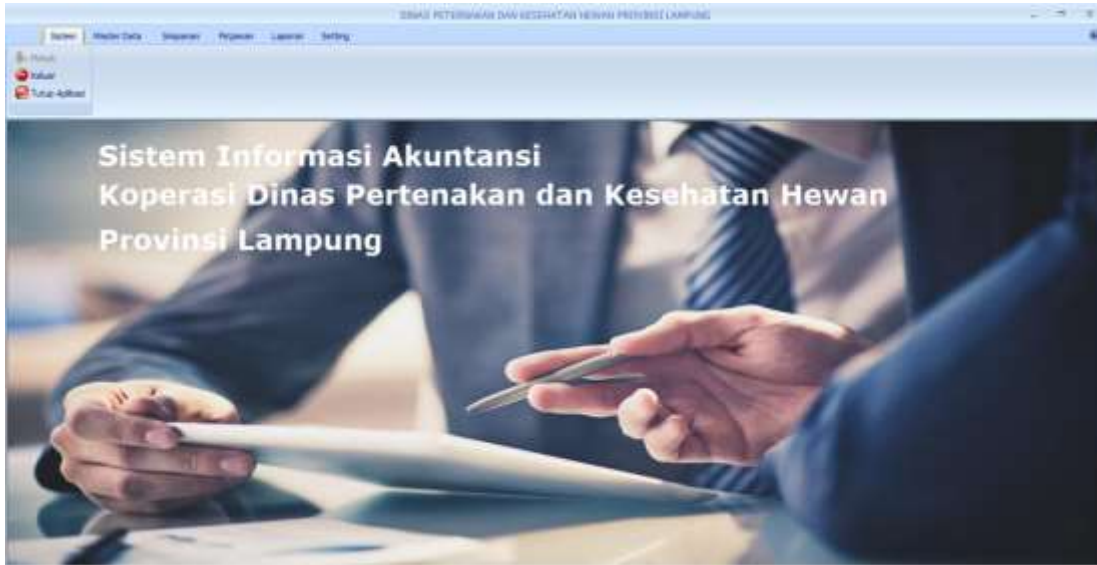 DINAS PETERNAKAN DAN KESEHATAN HEWAN PROVINSI LAMPUNG
Sistem Master Data Simpanan Pinjaman Laporan Setting
Masuk
Keluar
Tutup Aplikasi
Sistem Informasi Akuntansi
Koperasi Dinas Pertenakan dan Kesehatan Hewan
Provinsi Lampung